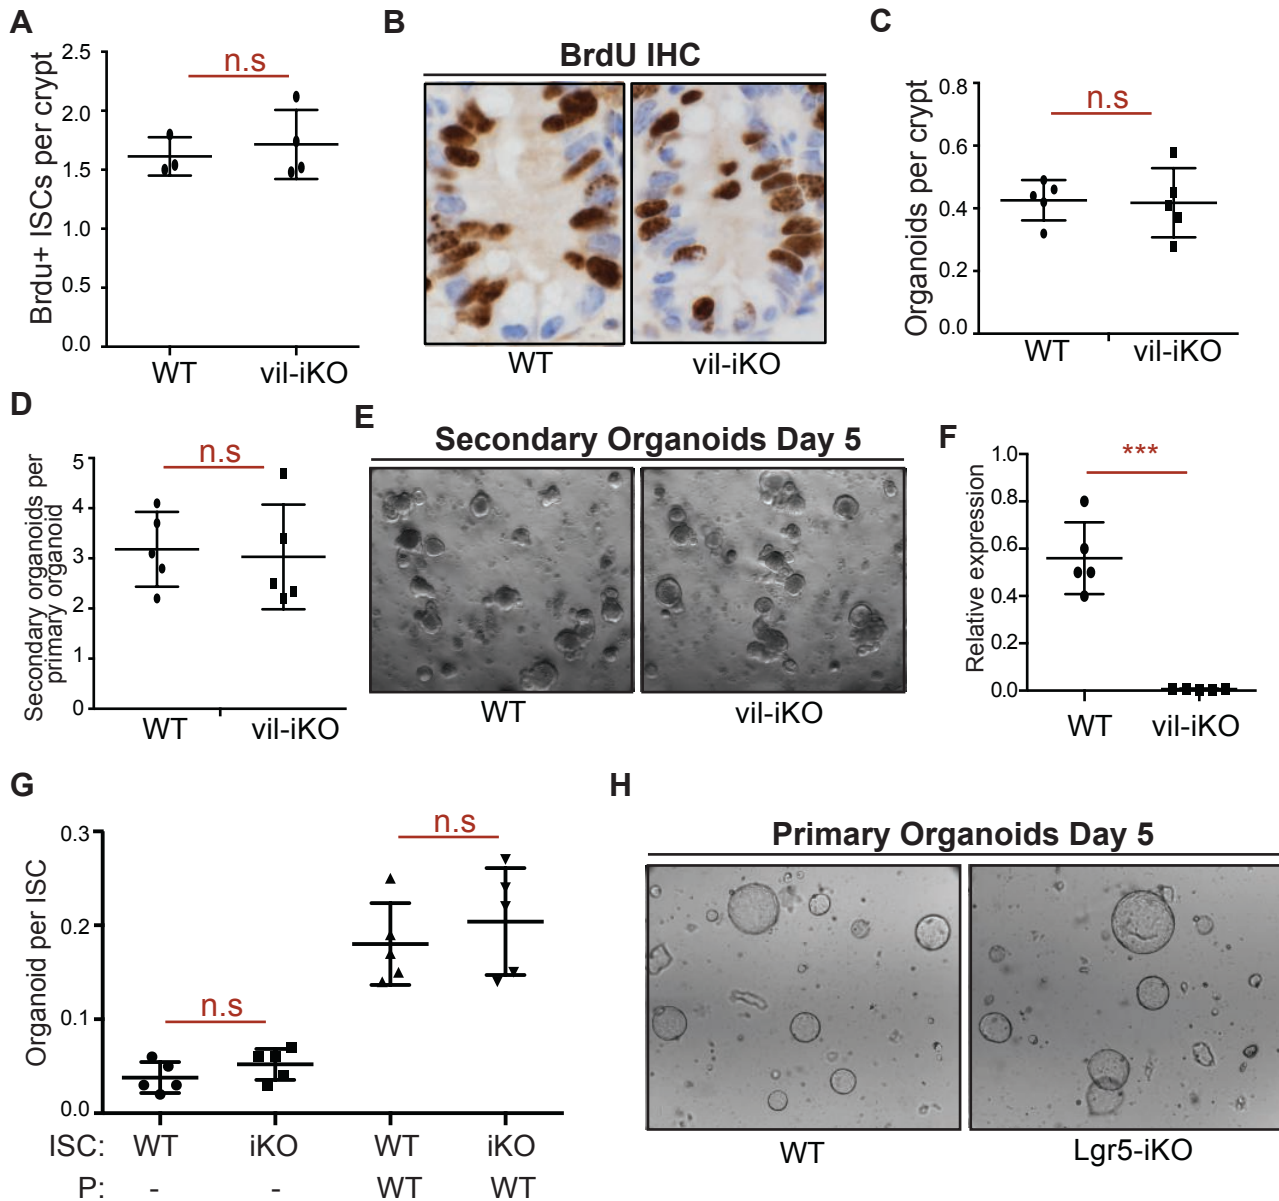 A
Brdu+ ISCs per crypt
2.5
2.0
1.5
1.0
0.5
0.0
n.s
WT
vil-iKO
B
BrdU IHC
WT
vil-iKO
C
Organoids per crypt
0.8
0.6
0.4
0.2
0.0
n.s
WT
vil-iKO
D
Secondary organoids per
primary organoid
5
4
3
2
1
0
n.s
WT
vil-iKO
E
Secondary Organoids Day 5
WT
vil-iKO
F
Relative expression
1.0
0.8
0.6
0.4
0.2
0.0
***
WT
vil-iKO
G
Organoid per ISC
0.3
0.2
0.1
0.0
n.s
n.s
ISC: WT iKO WT iKO
P: - - WT WT
H
Primary Organoids Day 5
WT
Lgr5-iKO